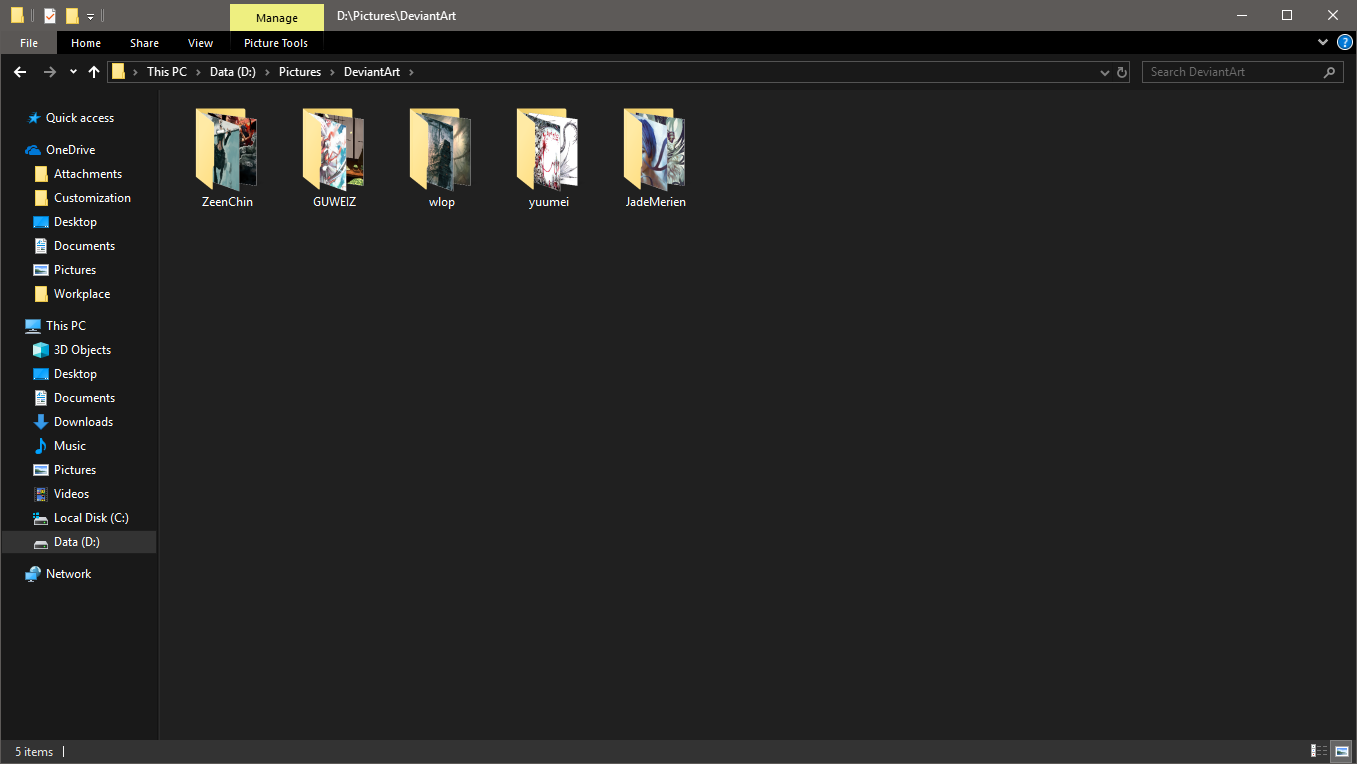 Manage
D:\Pictures\DeviantArt
File
Home
Share
View
Picture Tools
?
This PC
Data (D:)
Pictures
DeviantArt
Search DeviantArt
Quick access
OneDrive
Attachments
Customization
Desktop
Documents
Pictures
Workplace
This PC
3D Objects
Desktop
Documents
Downloads
Music
Pictures
Videos
Local Disk (C:)
Data (D:)
Network
ZeenChin
GUWEIZ
wlop
yuumei
JadeMerien
5 items